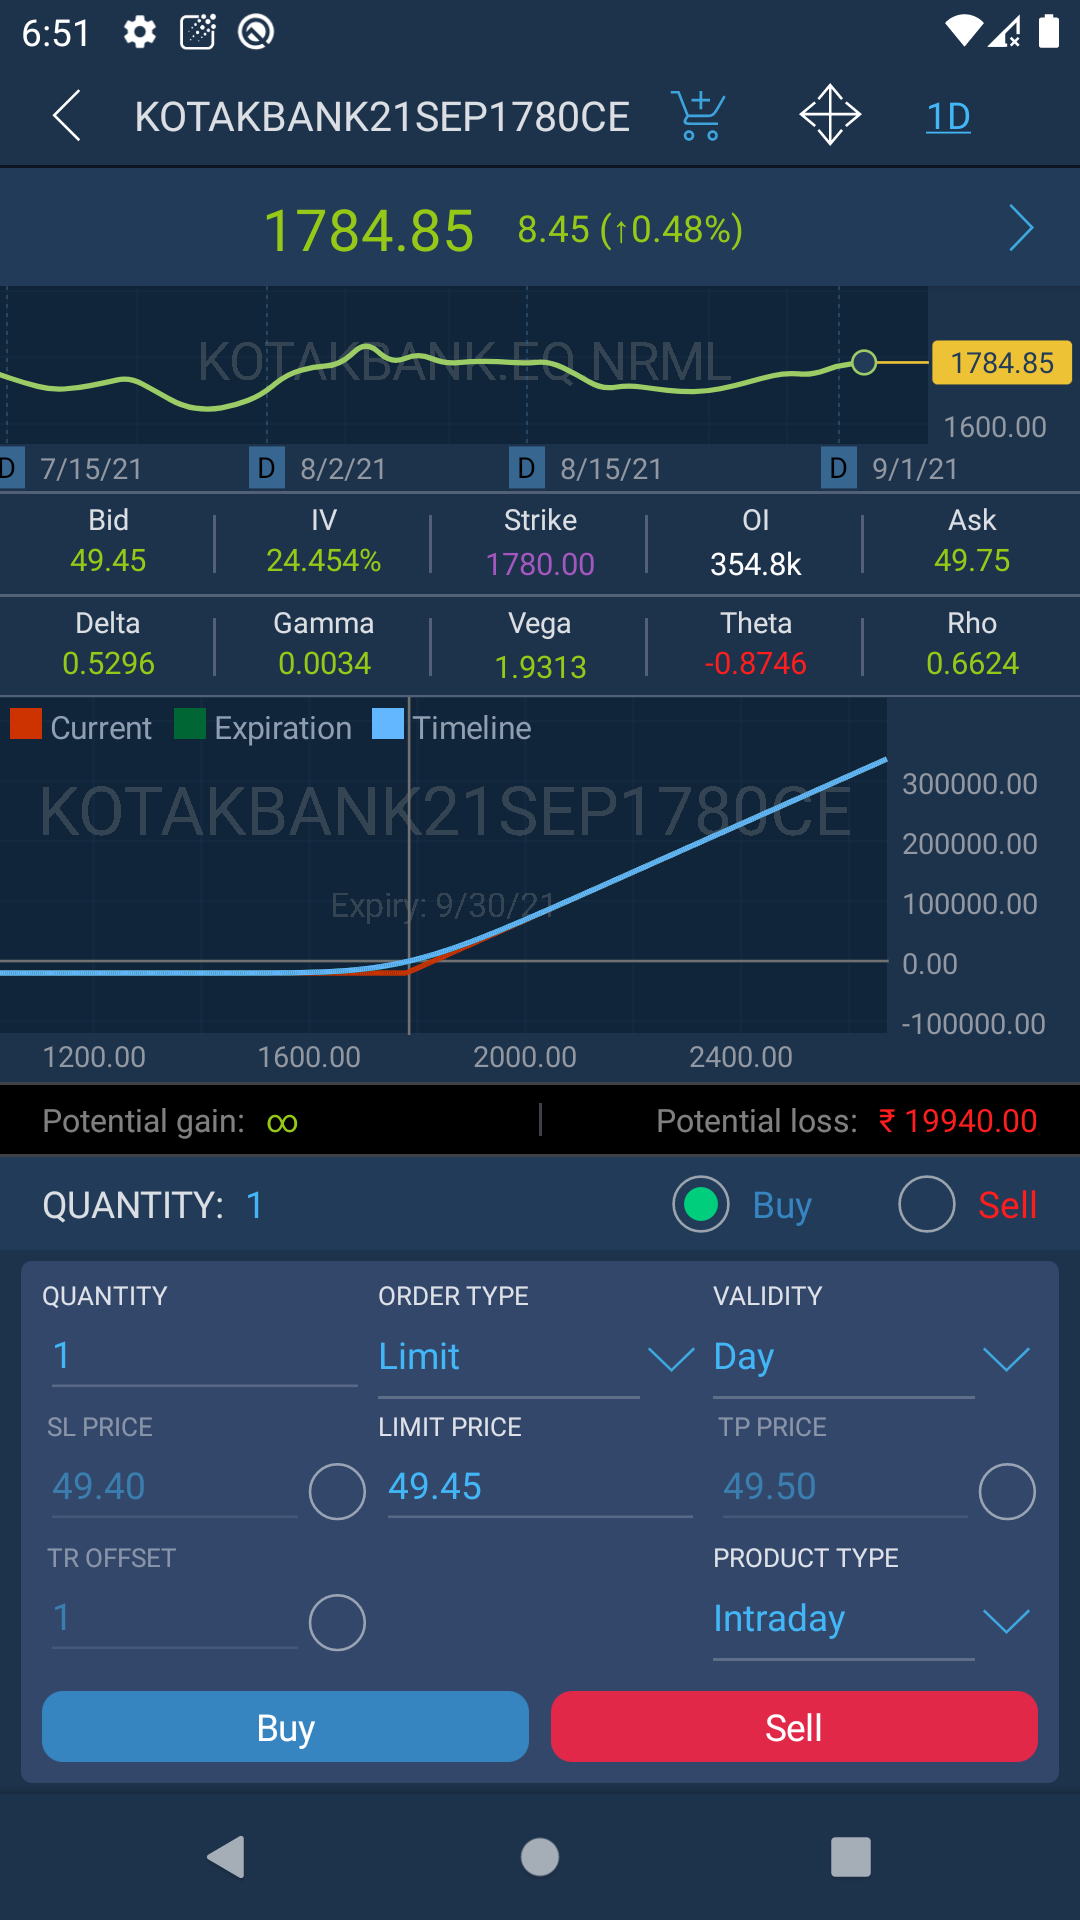 6:51
KOTAKBANK21SEP1780CE 1D
1784.85 8.45 (↑0.48%)
KOTAKBANK.EQ.NRML
1784.85
1600.00
D 7/15/21 D 8/2/21 D 8/15/21 D 9/1/21
Bid IV Strike OI Ask
49.45 24.454% 1780.00 354.8k 49.75
Delta Gamma Vega Theta Rho
0.5296 0.0034 1.9313 -0.8746 0.6624
Current Expiration Timeline
KOTAKBANK21SEP1780CE
Expiry: 9/30/21
300000.00
200000.00
100000.00
0.00
-100000.00
1200.00 1600.00 2000.00 2400.00
Potential gain: ∞ Potential loss: ₹ 19940.00
QUANTITY: 1 Buy Sell
QUANTITY ORDER TYPE VALIDITY
1 Limit Day
SL PRICE LIMIT PRICE TP PRICE
49.40 49.45 49.50
TR OFFSET PRODUCT TYPE
1 Intraday
Buy Sell